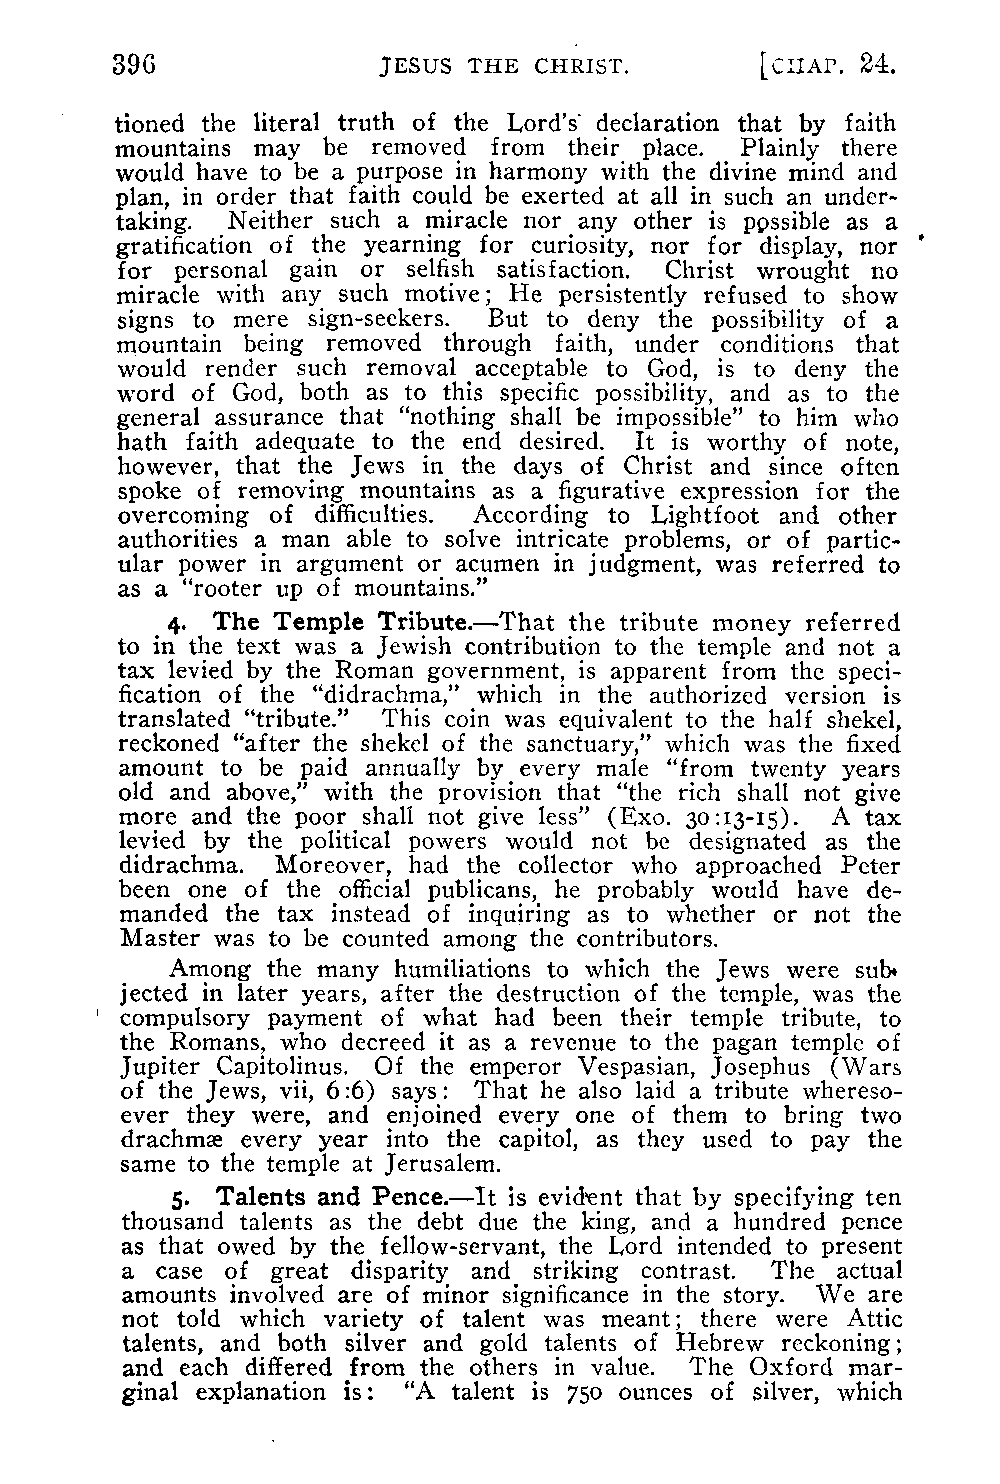 396 JESUS THE CHRIST. [CHAP. 24.
tioned the literal truth of the Lord's declaration that by faith
mountains may be removed from their place. Plainly there
would have to be a purpose in harmony with the divine mind and
plan, in order that faith could be exerted at all in such an under-
taking. Neither such a miracle nor any other is possible as a
gratification of the yearning for curiosity, nor for display, nor
for personal gain or selfish satisfaction. Christ wrought no
miracle with any such motive; He persistently refused to show
signs to mere sign-seekers. But to deny the possibility of a
mountain being removed through faith, under conditions that
would render such removal acceptable to God, is to deny the
word of God, both as to this specific possibility, and as to the
general assurance that “nothing shall be impossible” to him who
hath faith adequate to the end desired. It is worthy of note,
however, that the Jews in the days of Christ and since often
spoke of removing mountains as a figurative expression for the
overcoming of difficulties. According to Lightfoot and other
authorities a man able to solve intricate problems, or of partic-
ular power in argument or acumen in judgment, was referred to
as a “rooter up of mountains.”
4. The Temple Tribute.—That the tribute money referred
to in the text was a Jewish contribution to the temple and not a
tax levied by the Roman government, is apparent from the speci-
fication of the “didrachma,” which in the authorized version is
translated “tribute.” This coin was equivalent to the half shekel,
reckoned “after the shekel of the sanctuary,” which was the fixed
amount to be paid annually by every male “from twenty years
old and above,” with the provision that “the rich shall not give
more and the poor shall not give less” (Exo. 30:13-15). A tax
levied by the political powers would not be designated as the
didrachma. Moreover, had the collector who approached Peter
been one of the official publicans, he probably would have de-
manded the tax instead of inquiring as to whether or not the
Master was to be counted among the contributors.
Among the many humiliations to which the Jews were sub-
jected in later years, after the destruction of the temple, was the
compulsory payment of what had been their temple tribute, to
the Romans, who decreed it as a revenue to the pagan temple of
Jupiter Capitolinus. Of the emperor Vespasian, Josephus (Wars
of the Jews, vii, 6:6) says: That he also laid a tribute whereso-
ever they were, and enjoined every one of them to bring two
drachmæ every year into the capitol, as they used to pay the
same to the temple at Jerusalem.
5. Talents and Pence.—It is evident that by specifying ten
thousand talents as the debt due the king, and a hundred pence
as that owed by the fellow-servant, the Lord intended to present
a case of great disparity and striking contrast. The actual
amounts involved are of minor significance in the story. We are
not told which variety of talent was meant; there were Attic
talents, and both silver and gold talents of Hebrew reckoning;
and each differed from the others in value. The Oxford mar-
ginal explanation is: “A talent is 750 ounces of silver, which